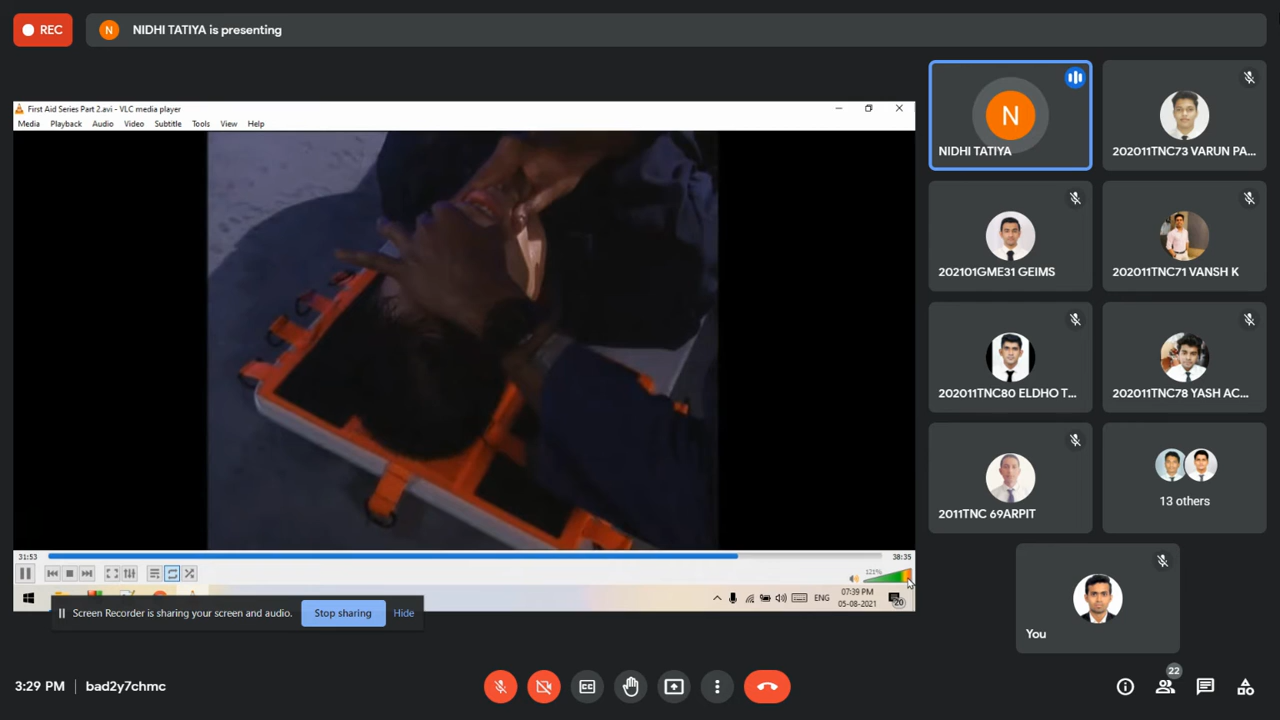 REC
N
NIDHI TATIYA is presenting
First Aid Series Part 2.avi - VLC media player
Media Playback Audio Video Subtitle Tools View Help
31:53
38:35
121%
ENG
07:39 PM
05-08-2021
20
Screen Recorder is sharing your screen and audio.
Stop sharing
Hide
N
NIDHI TATIYA
202011TNC73 VARUN PA...
202101GME31 GEIMS
202011TNC71 VANSH K
202011TNC80 ELDHO T...
202011TNC78 YASH AC...
2011TNC 69ARPIT
13 others
You
3:29 PM
bad2y7chmc
22